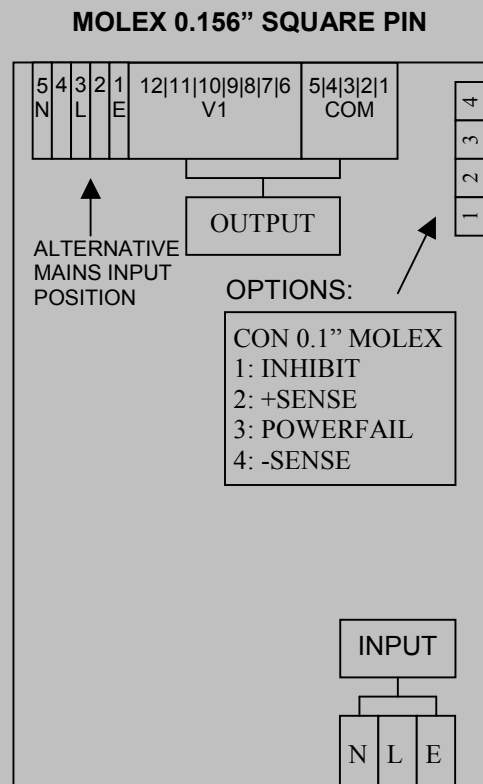 MOLEX 0.156” SQUARE PIN
5 4 3 2 1
N L E
12|11|10|9|8|7|6
V1
5|4|3|2|1
COM
4
3
2
1
OUTPUT
ALTERNATIVE
MAINS INPUT
POSITION
OPTIONS:
CON 0.1” MOLEX
1: INHIBIT
2: +SENSE
3: POWERFAIL
4: -SENSE
INPUT
N L E